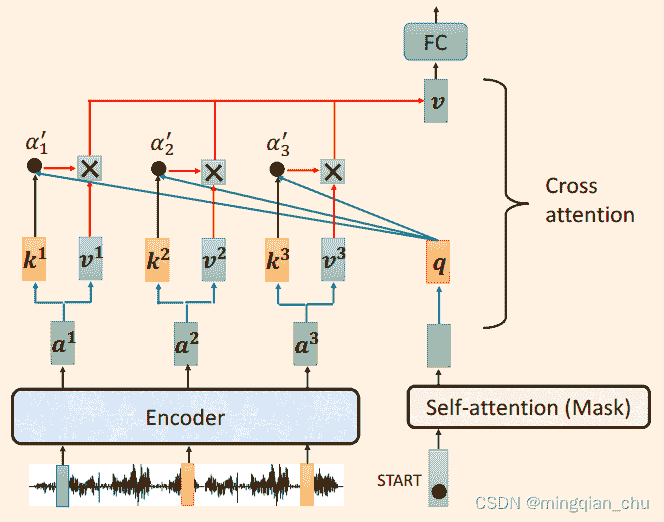 FC
v
α′1 α′2 α′3
Cross
attention
k1 v1 k2 v2 k3 v3 q
a1 a2 a3
Encoder
Self-attention (Mask)
START
CSDN @mingqian_chu